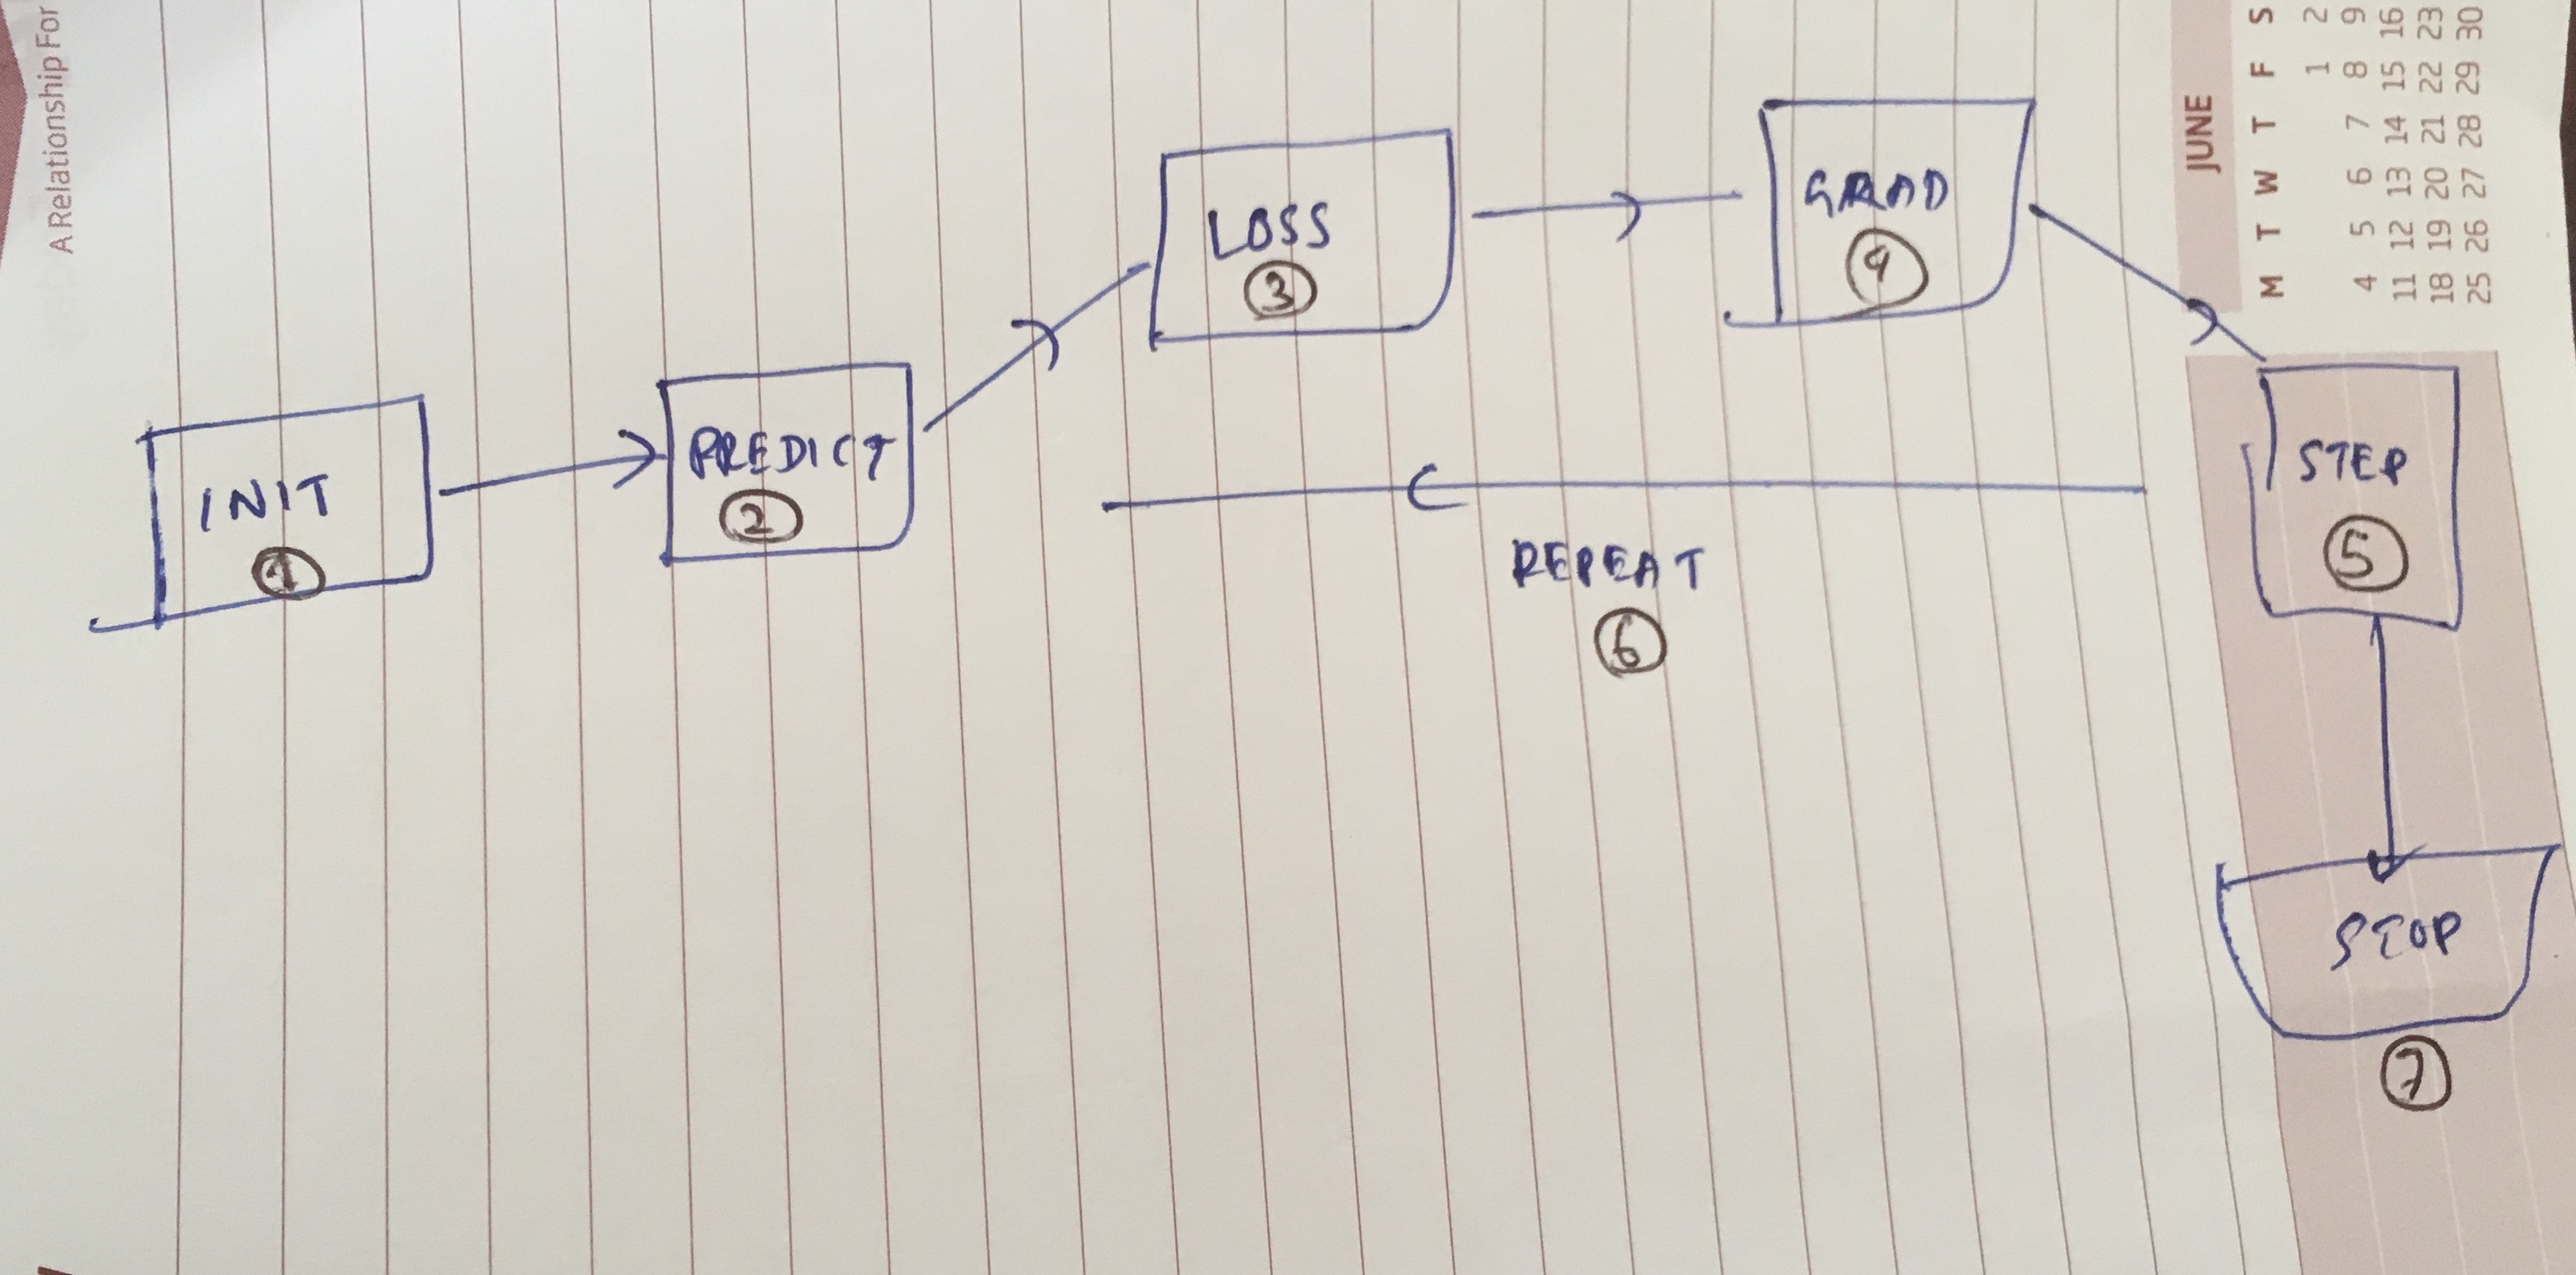 INIT
1
PREDICT
2
LOSS
3
GRAD
4
STEP
5
REPEAT
6
STOP
7
A Relationship For
JUNE
M T W T F S
1 2
4 5 6 7 8 9
11 12 13 14 15 16
18 19 20 21 22 23
25 26 27 28 29 30